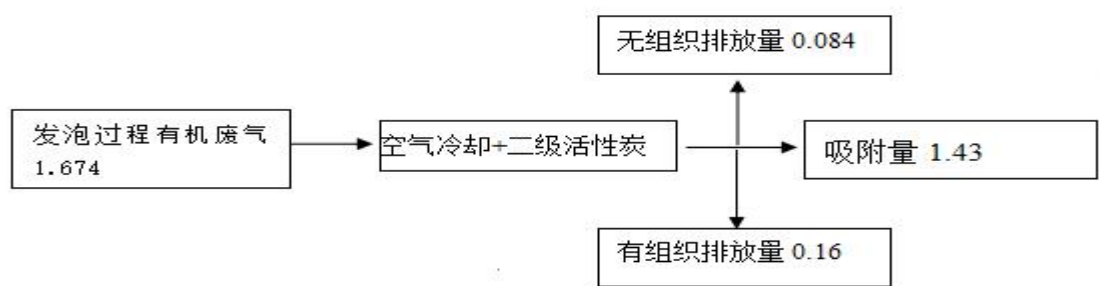 无组织排放量 0.084
发泡过程有机废气
1.674
空气冷却+二级活性炭
吸附量 1.43
有组织排放量 0.16